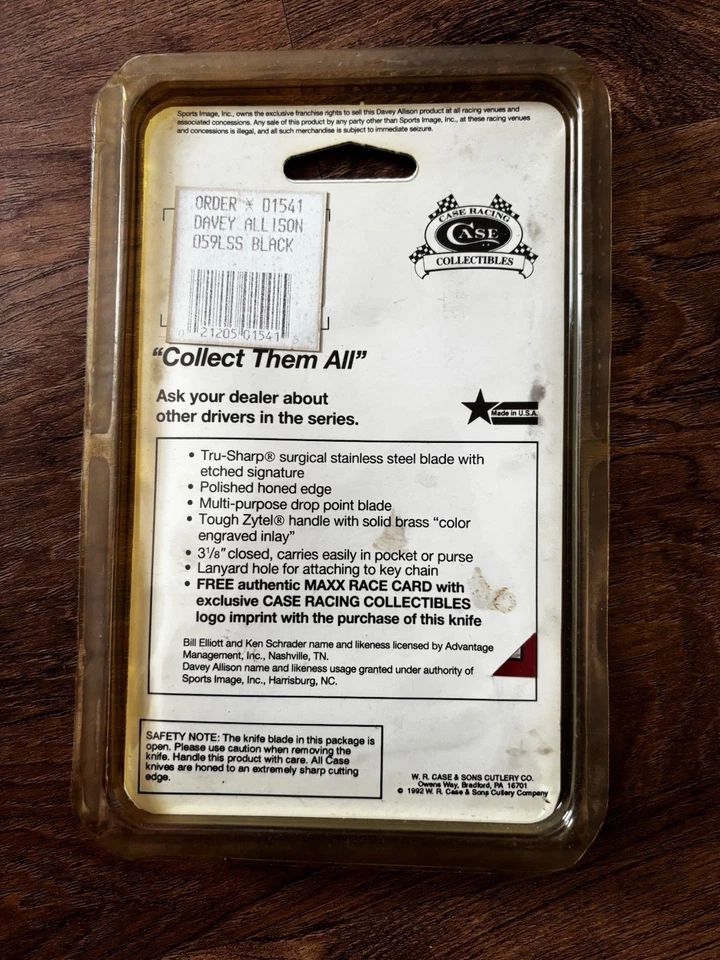 Sports Image, Inc., owns the exclusive franchise rights to sell this Davey Allison product at all racing venues and
associated concessions. Any sale of this product by any party other than Sports Image, Inc., at these racing venues
and concessions is illegal, and all such merchandise is subject to immediate seizure.
ORDER * 01541
DAVEY ALLISON
059LSS BLACK
0 21205 61541 5
CASE RACING
CASE
COLLECTIBLES
“Collect Them All”
Ask your dealer about
other drivers in the series.
Made in U.S.A.
• Tru-Sharp® surgical stainless steel blade with
etched signature
• Polished honed edge
• Multi-purpose drop point blade
• Tough Zytel® handle with solid brass “color
engraved inlay”
• 3⅛″ closed, carries easily in pocket or purse
• Lanyard hole for attaching to key chain
• FREE authentic MAXX RACE CARD with
exclusive CASE RACING COLLECTIBLES
logo imprint with the purchase of this knife
Bill Elliott and Ken Schrader name and likeness licensed by Advantage
Management, Inc., Nashville, TN.
Davey Allison name and likeness usage granted under authority of
Sports Image, Inc., Harrisburg, NC.
SAFETY NOTE: The knife blade in this package is
open. Please use caution when removing the
knife. Handle this product with care. All Case
knives are honed to an extremely sharp cutting
edge.
W. R. CASE & SONS CUTLERY CO.
Owens Way, Bradford, PA 16701
© 1992 W. R. Case & Sons Cutlery Company